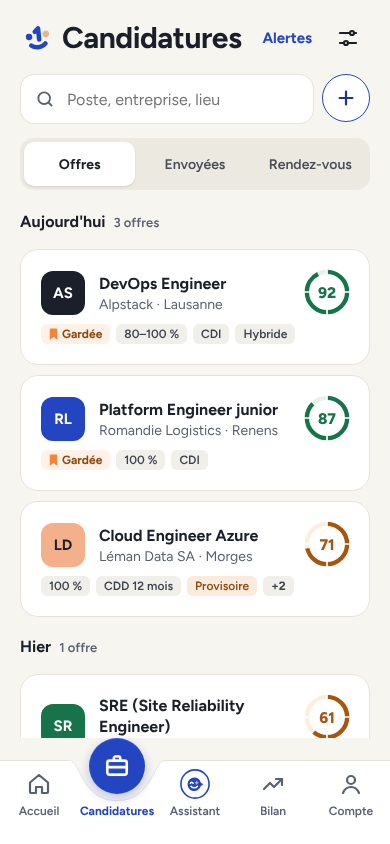 Candidatures
Alertes
Poste, entreprise, lieu
Offres
Envoyées
Rendez-vous
Aujourd'hui 3 offres
AS
DevOps Engineer
Alpstack · Lausanne
92
Gardée
80–100 %
CDI
Hybride
RL
Platform Engineer junior
Romandie Logistics · Renens
87
Gardée
100 %
CDI
LD
Cloud Engineer Azure
Léman Data SA · Morges
71
100 %
CDD 12 mois
Provisoire
+2
Hier 1 offre
SR
SRE (Site Reliability
Engineer)
61
Accueil
Candidatures
Assistant
Bilan
Compte